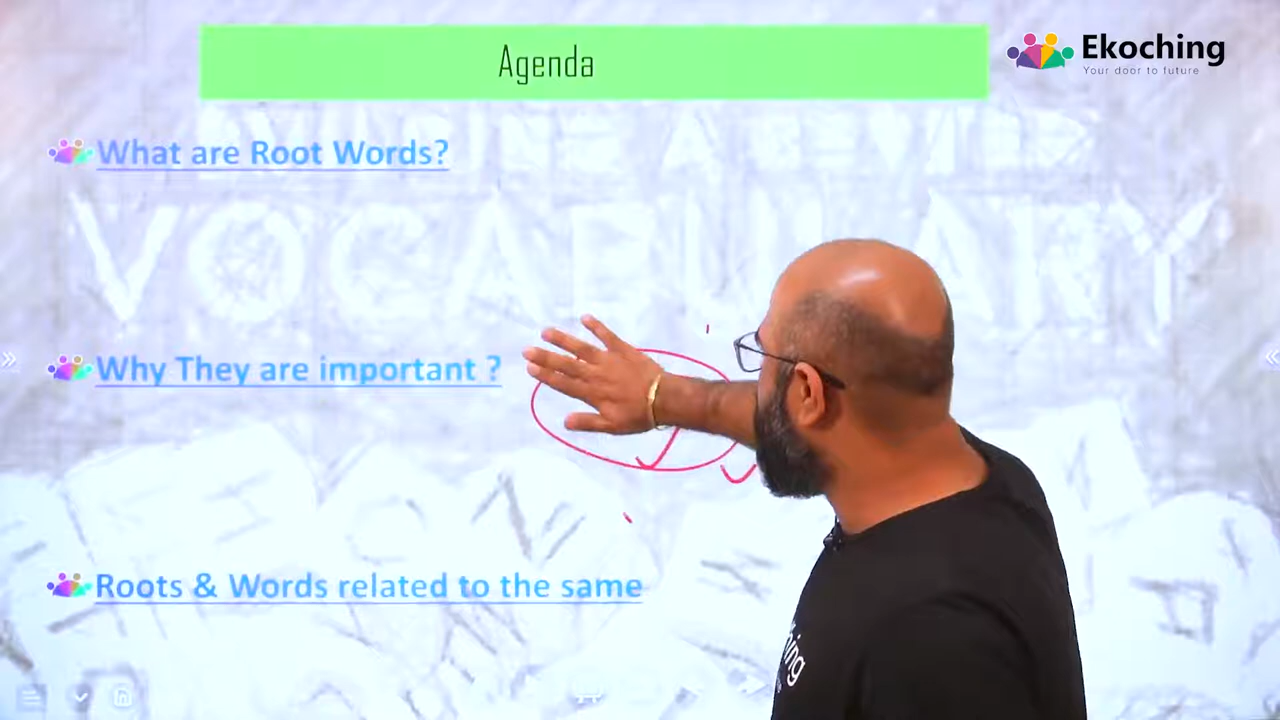 Agenda
Ekoching
Your door to future
What are Root Words?
VOCABULARY
Why They are important ?
Roots & Words related to the same